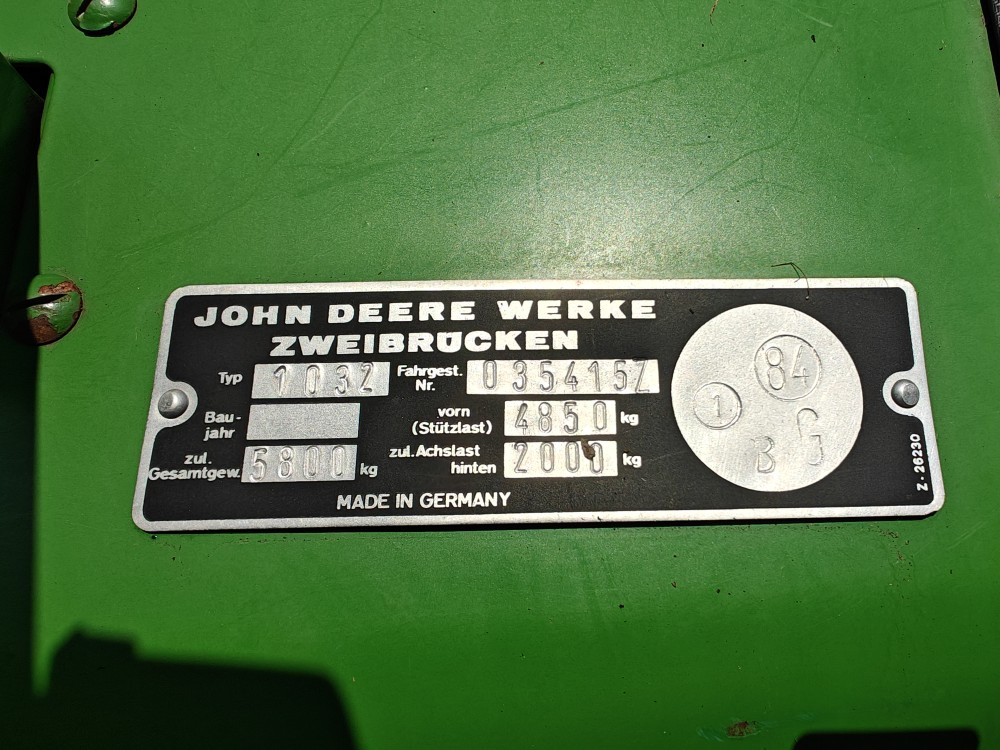 JOHN DEERE WERKE
ZWEIBRÜCKEN
Typ 1032 Fahrgest. Nr. 035415Z
Bau-jahr
vorn (Stützlast) 4850 kg
zul. Gesamtgew. 5800 kg
zul. Achslast hinten 2000 kg
MADE IN GERMANY
84
1
B G
Z-26230